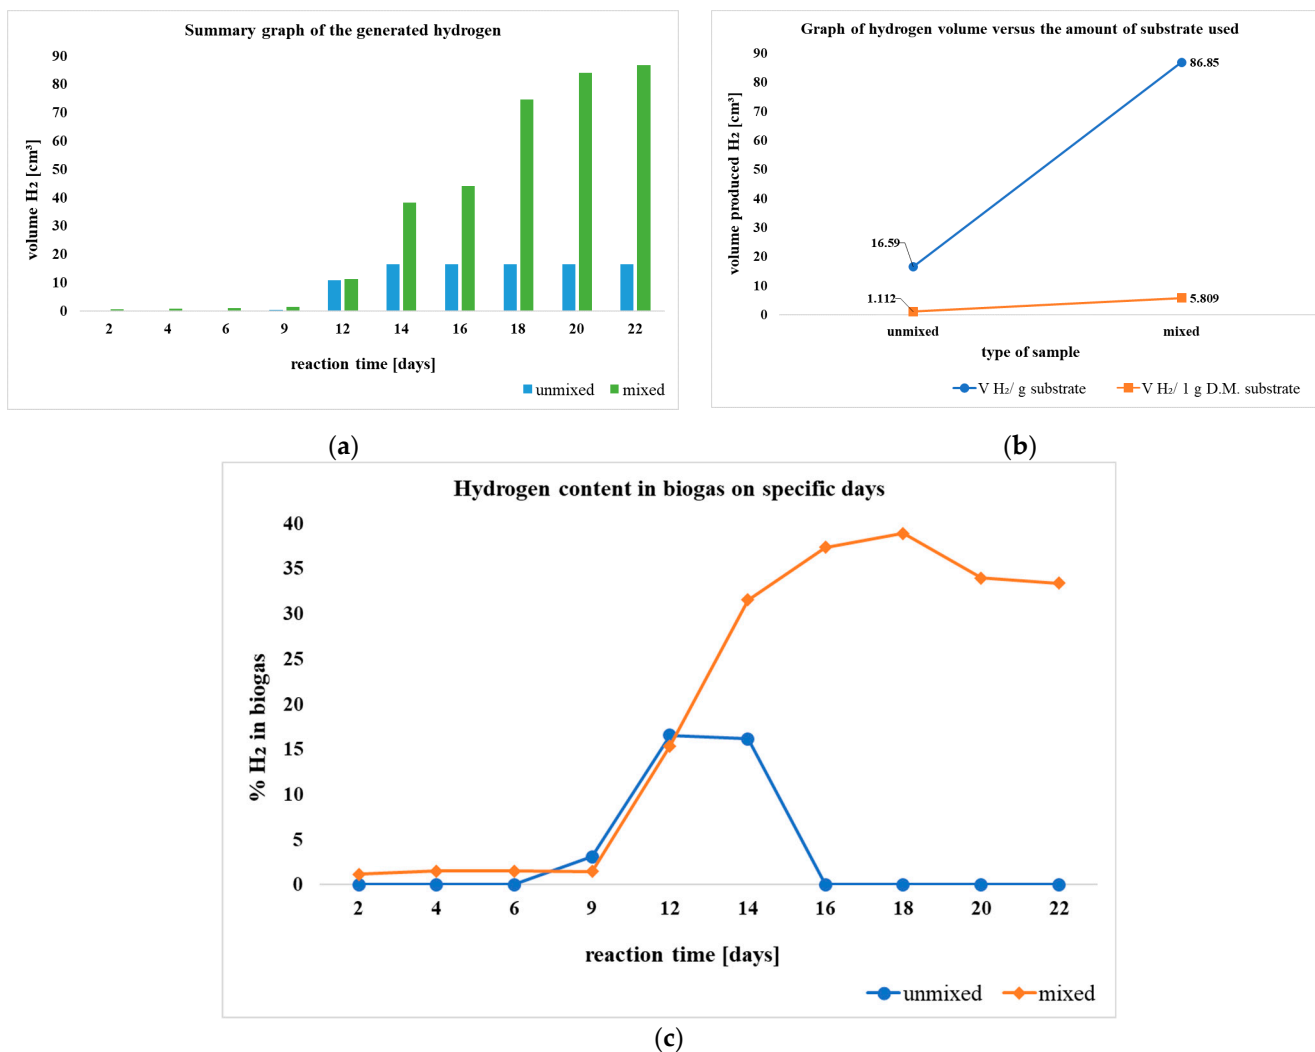 Summary graph of the generated hydrogen
volume H₂ [cm³]
90
80
70
60
50
40
30
20
10
0
2 4 6 9 12 14 16 18 20 22
reaction time [days]
unmixed mixed
(a)
Graph of hydrogen volume versus the amount of substrate used
volume produced H₂ [cm³]
90
80
70
60
50
40
30
20
10
0
86.85
16.59
1.112
5.809
unmixed mixed
type of sample
V H₂/ g substrate V H₂/ 1 g D.M. substrate
(b)
Hydrogen content in biogas on specific days
% H₂ in biogas
40
35
30
25
20
15
10
5
0
2 4 6 9 12 14 16 18 20 22
reaction time [days]
unmixed mixed
(c)